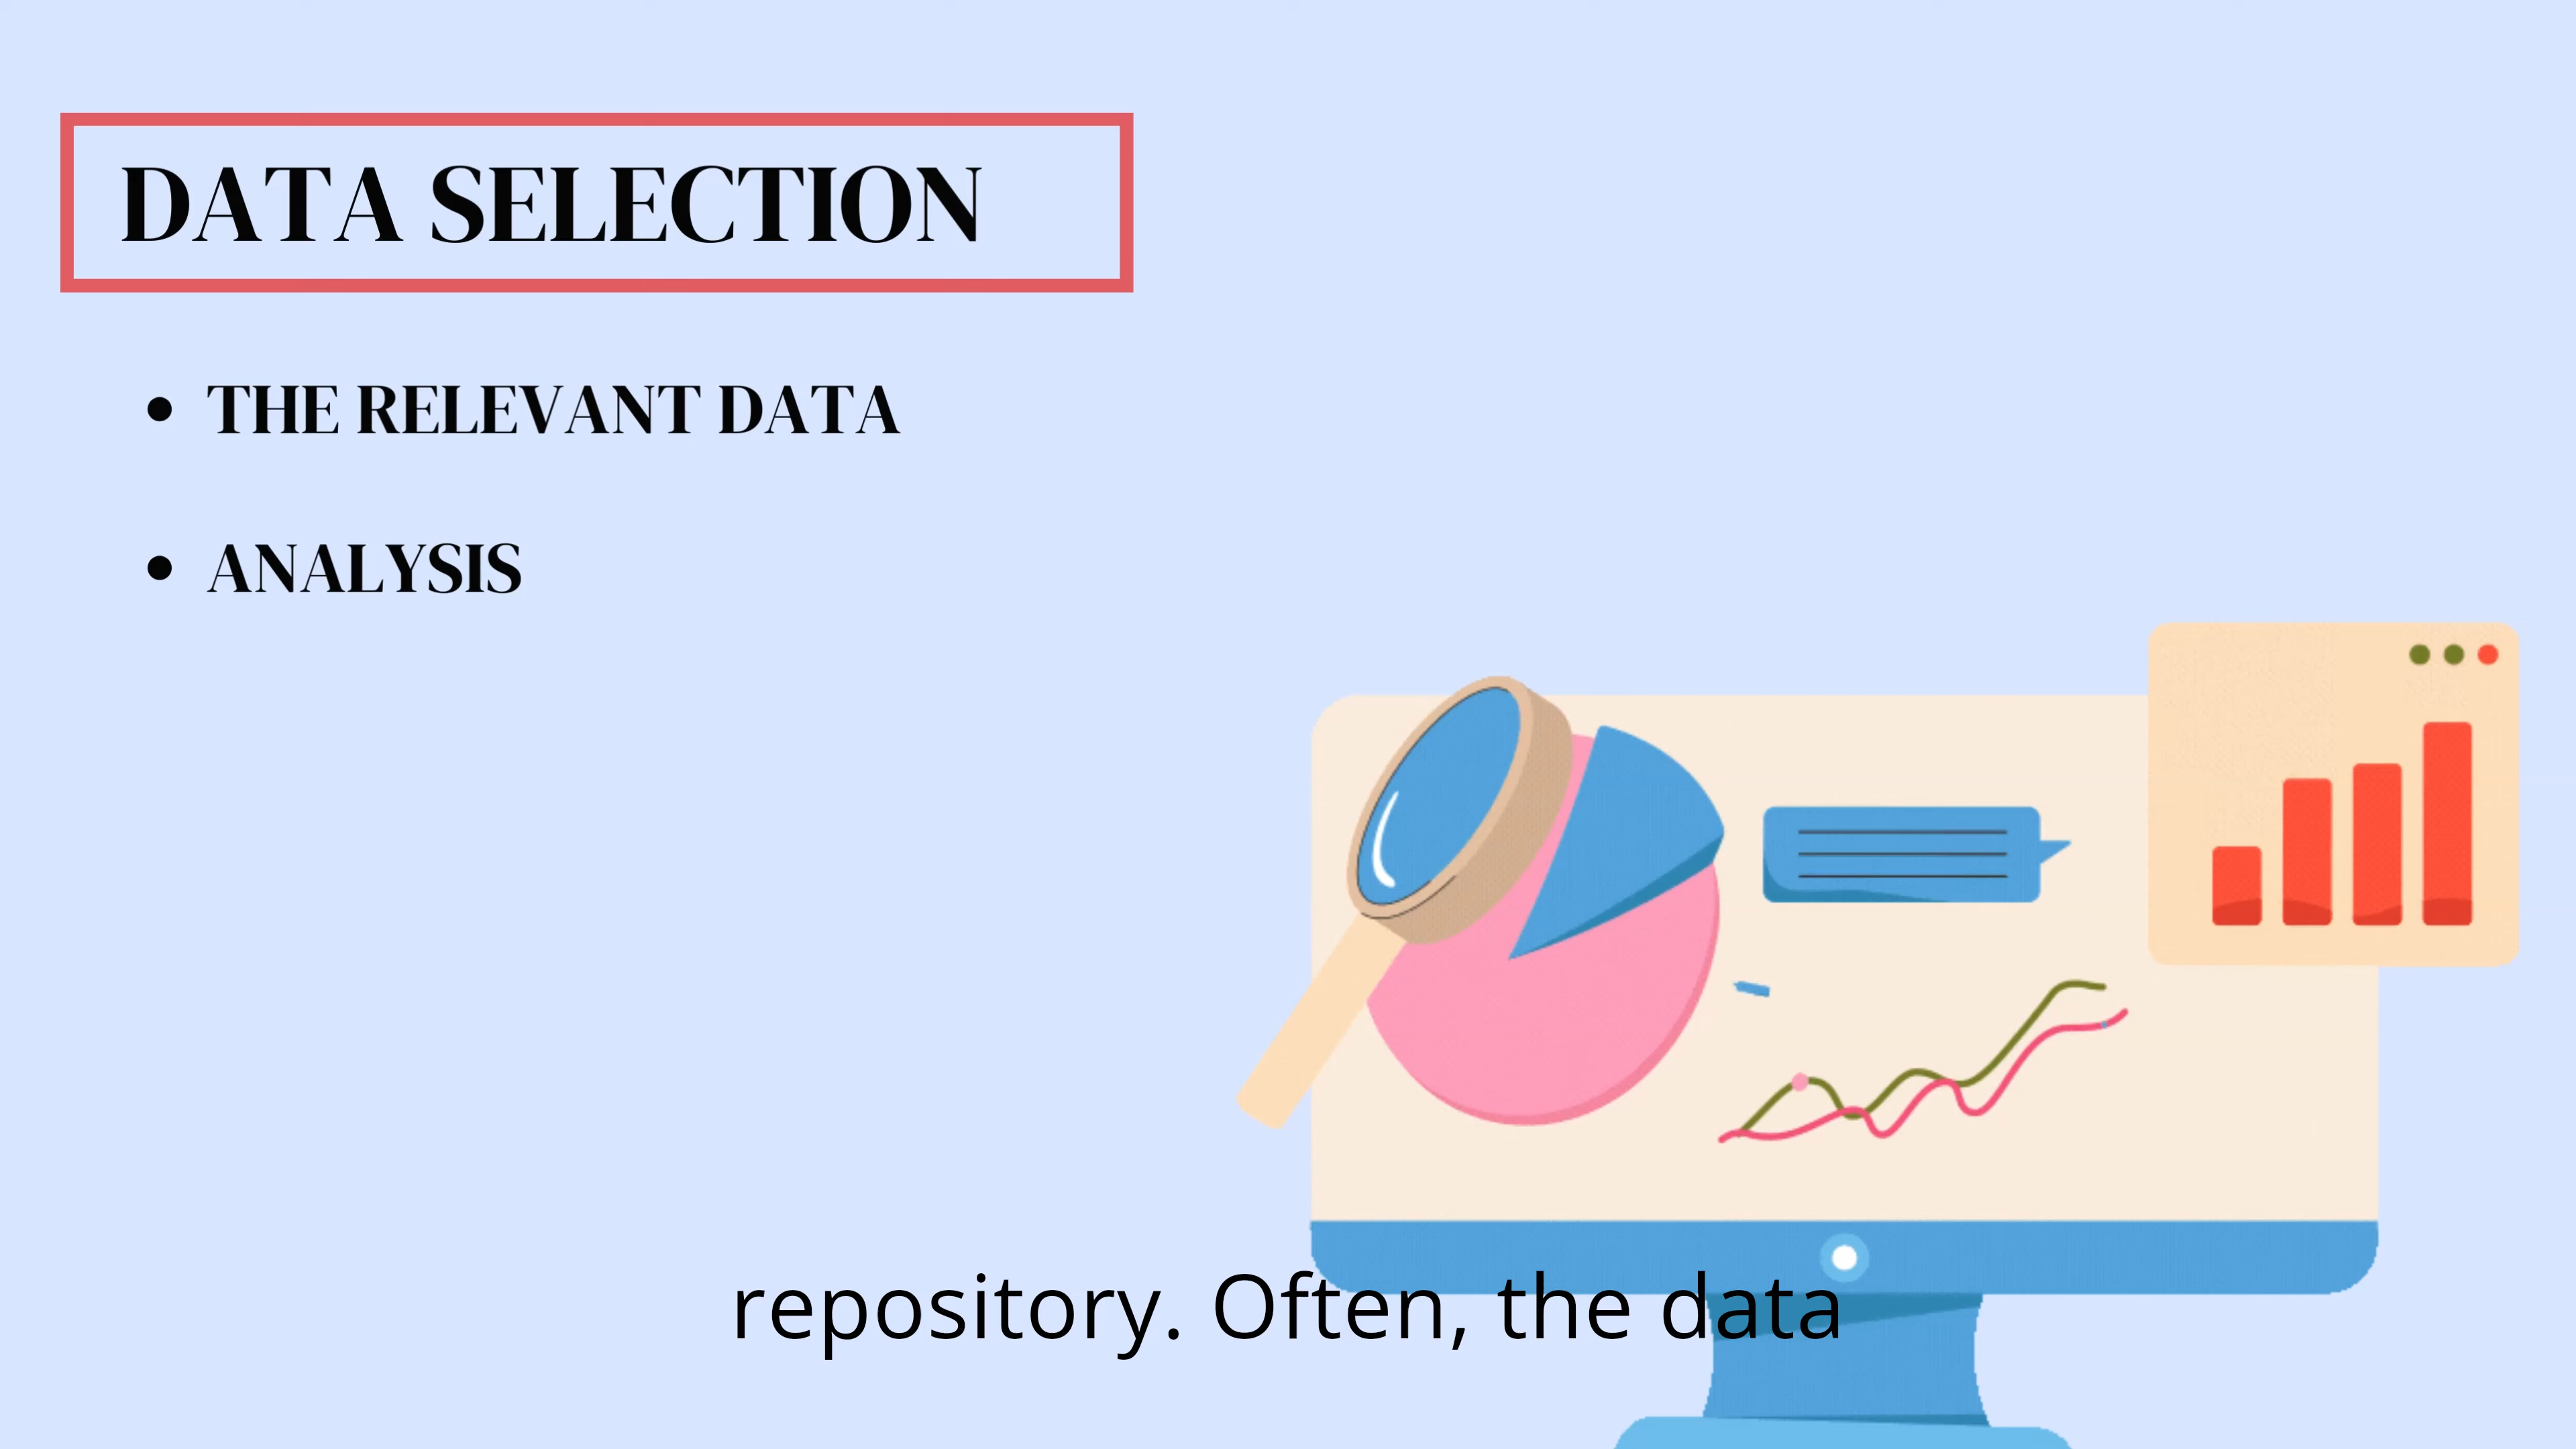 DATA SELECTION
THE RELEVANT DATA
ANALYSIS
repository. Often, the data